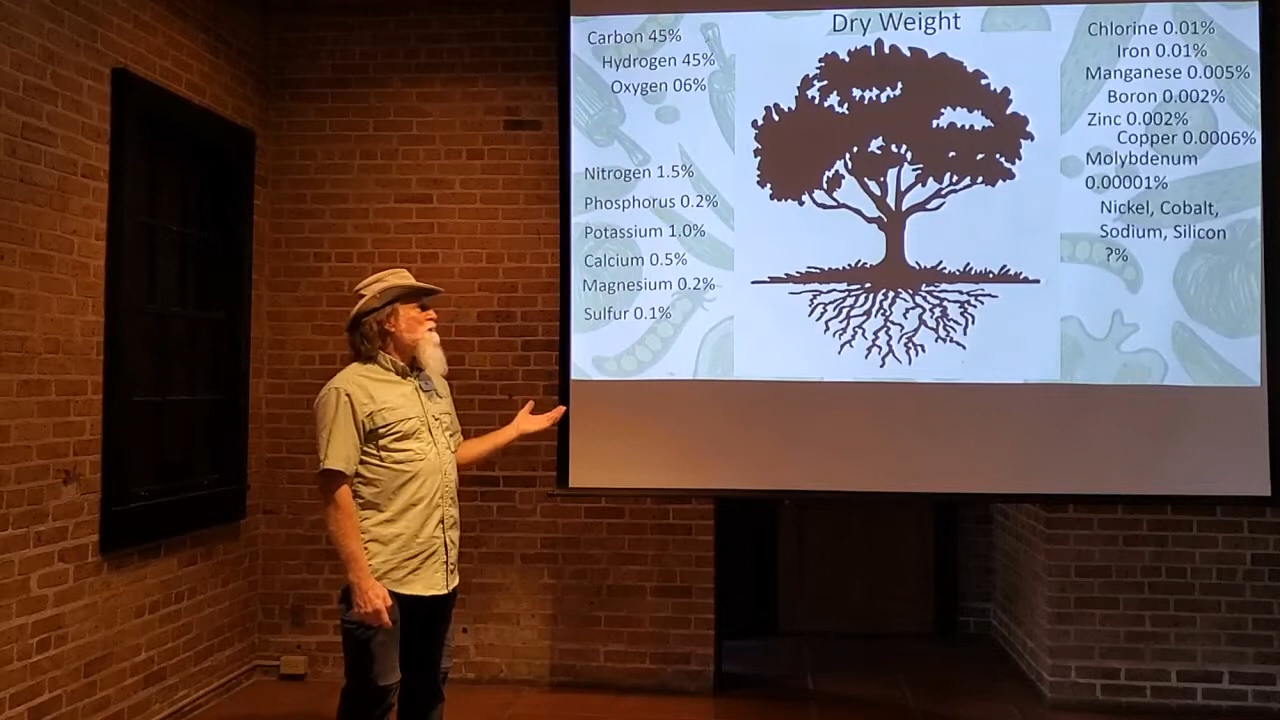 Dry Weight
Carbon 45%
Hydrogen 45%
Oxygen 06%
Nitrogen 1.5%
Phosphorus 0.2%
Potassium 1.0%
Calcium 0.5%
Magnesium 0.2%
Sulfur 0.1%
Chlorine 0.01%
Iron 0.01%
Manganese 0.005%
Boron 0.002%
Zinc 0.002%
Copper 0.0006%
Molybdenum
0.00001%
Nickel, Cobalt,
Sodium, Silicon
?%